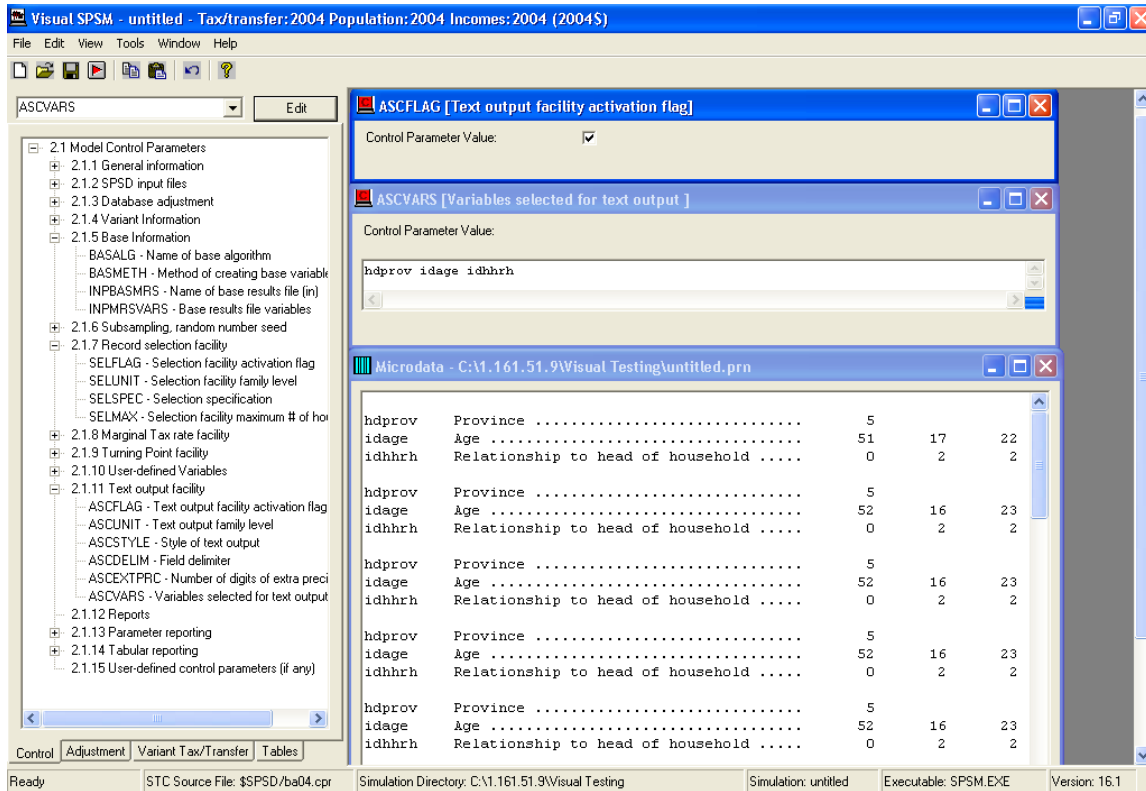 Visual SPSM - untitled - Tax/transfer:2004 Population:2004 Incomes:2004 (2004$)
File Edit View Tools Window Help
ASCVARS
Edit
2.1 Model Control Parameters
2.1.1 General information
2.1.2 SPSD input files
2.1.3 Database adjustment
2.1.4 Variant Information
2.1.5 Base Information
BASALG - Name of base algorithm
BASMETH - Method of creating base variable
INPBASMRS - Name of base results file (in)
INPMRSVARS - Base results file variables
2.1.6 Subsampling, random number seed
2.1.7 Record selection facility
SELFLAG - Selection facility activation flag
SELUNIT - Selection facility family level
SELSPEC - Selection specification
SELMAX - Selection facility maximum # of hou
2.1.8 Marginal Tax rate facility
2.1.9 Turning Point facility
2.1.10 User-defined Variables
2.1.11 Text output facility
ASCFLAG - Text output facility activation flag
ASCUNIT - Text output family level
ASCSTYLE - Style of text output
ASCDELIM - Field delimiter
ASCEXTPRC - Number of digits of extra preci
ASCVARS - Variables selected for text output
2.1.12 Reports
2.1.13 Parameter reporting
2.1.14 Tabular reporting
2.1.15 User-defined control parameters (if any)
Control Adjustment Variant Tax/Transfer Tables
ASCFLAG [Text output facility activation flag]
Control Parameter Value:
ASCVARS [Variables selected for text output ]
Control Parameter Value:
hdprov idage idhhrh
Microdata - C:\1.161.51.9\Visual Testing\untitled.prn
hdprov Province .............................. 5
idage Age ................................... 51 17 22
idhhrh Relationship to head of household ..... 0 2 2
hdprov Province .............................. 5
idage Age ................................... 52 16 23
idhhrh Relationship to head of household ..... 0 2 2
hdprov Province .............................. 5
idage Age ................................... 52 16 23
idhhrh Relationship to head of household ..... 0 2 2
hdprov Province .............................. 5
idage Age ................................... 52 16 23
idhhrh Relationship to head of household ..... 0 2 2
hdprov Province .............................. 5
idage Age ................................... 52 16 23
idhhrh Relationship to head of household ..... 0 2 2
Ready STC Source File: $SPSD/ba04.cpr Simulation Directory: C:\1.161.51.9\Visual Testing Simulation: untitled Executable: SPSM.EXE Version: 16.1